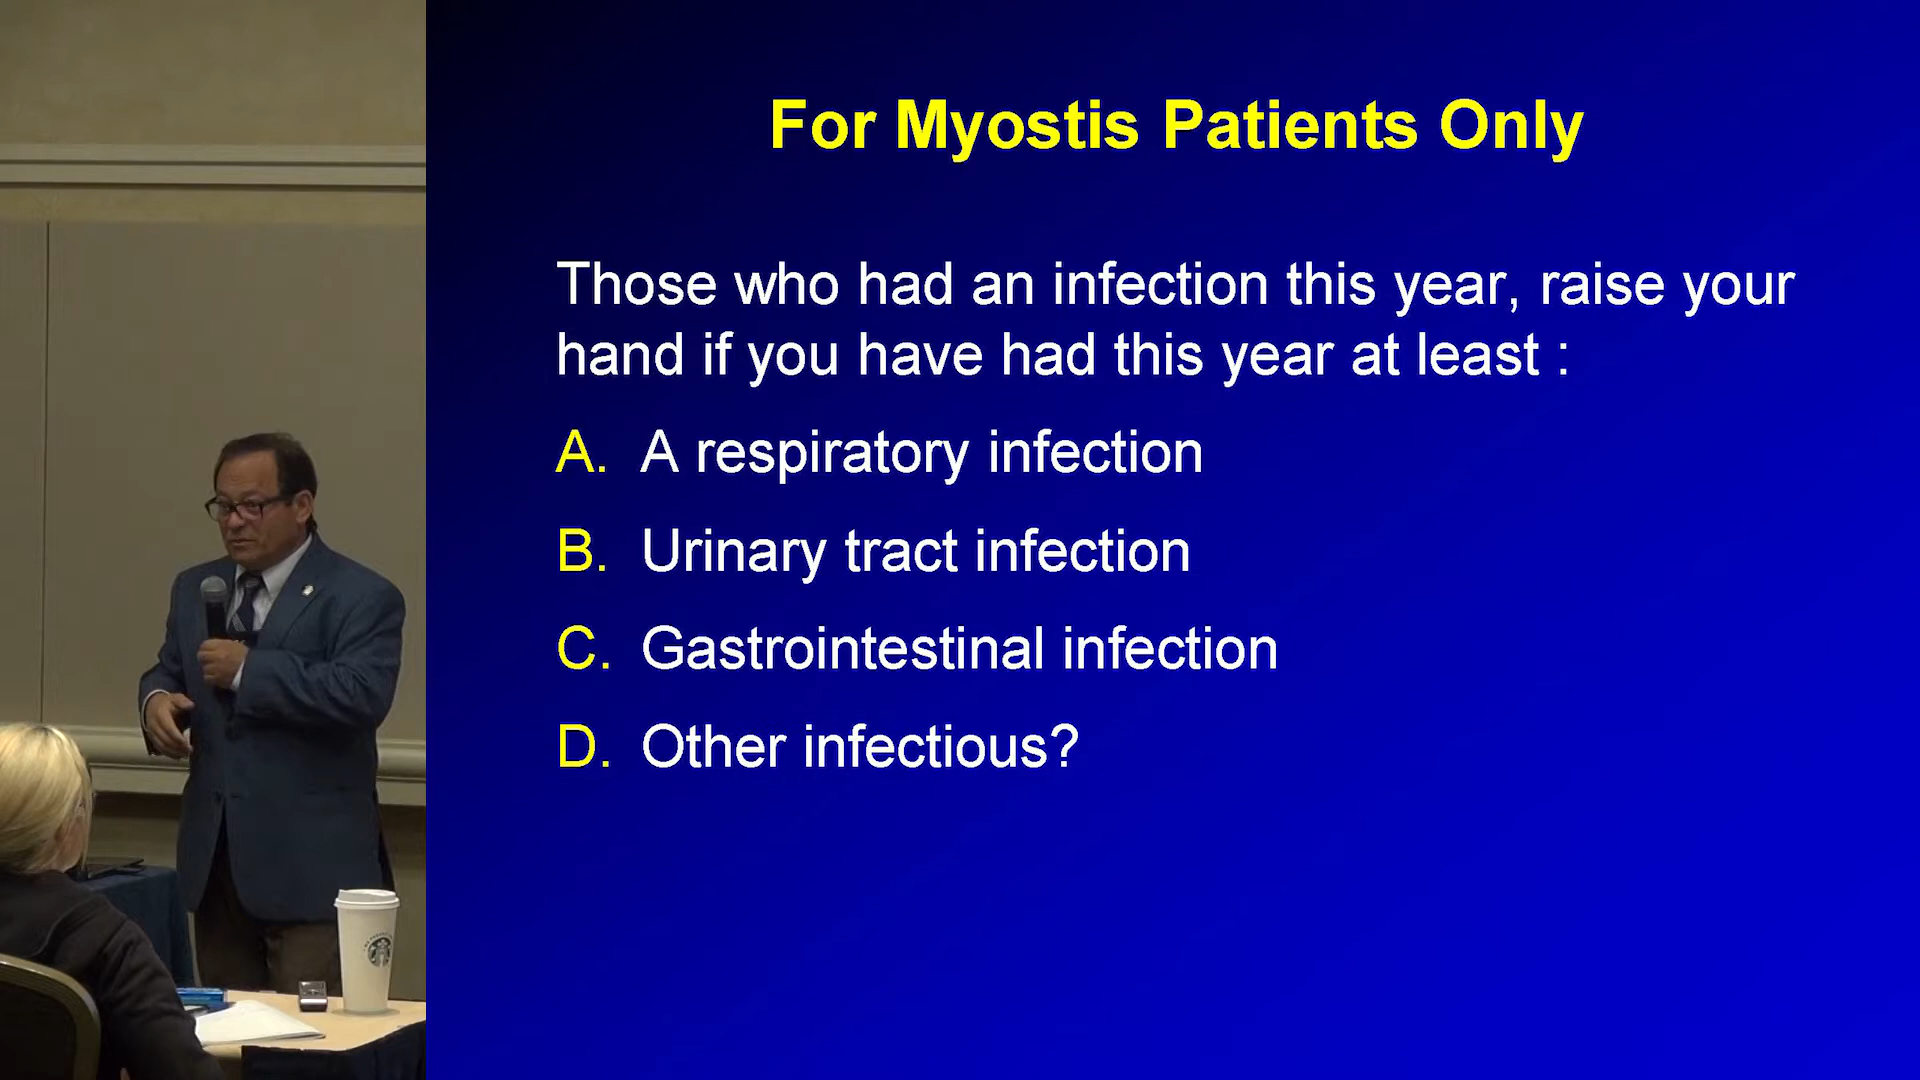 For Myostis Patients Only
Those who had an infection this year, raise your
hand if you have had this year at least :
A. A respiratory infection
B. Urinary tract infection
C. Gastrointestinal infection
D. Other infectious?